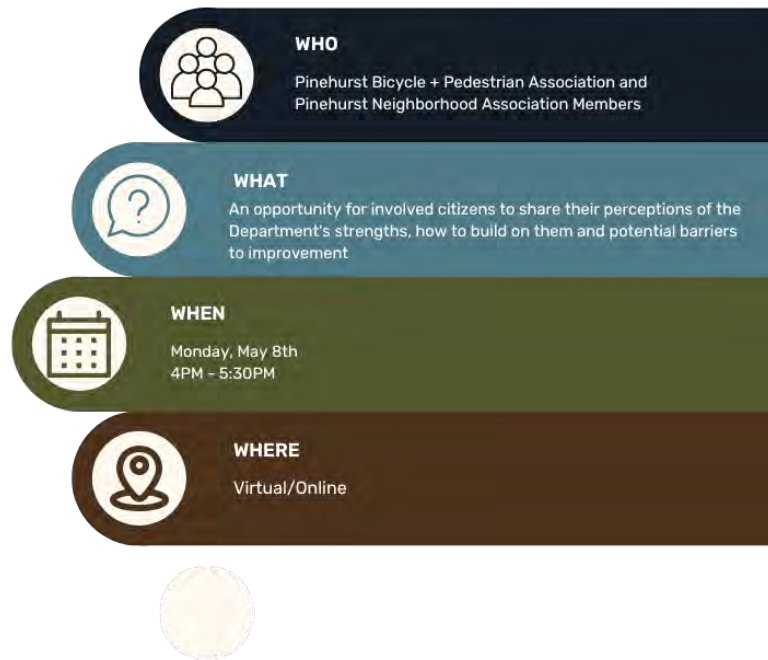 WHO
Pinehurst Bicycle + Pedestrian Association and
Pinehurst Neighborhood Association Members
WHAT
An opportunity for involved citizens to share their perceptions of the
Department's strengths, how to build on them and potential barriers
to improvement
WHEN
Monday, May 8th
4PM - 5:30PM
WHERE
Virtual/Online